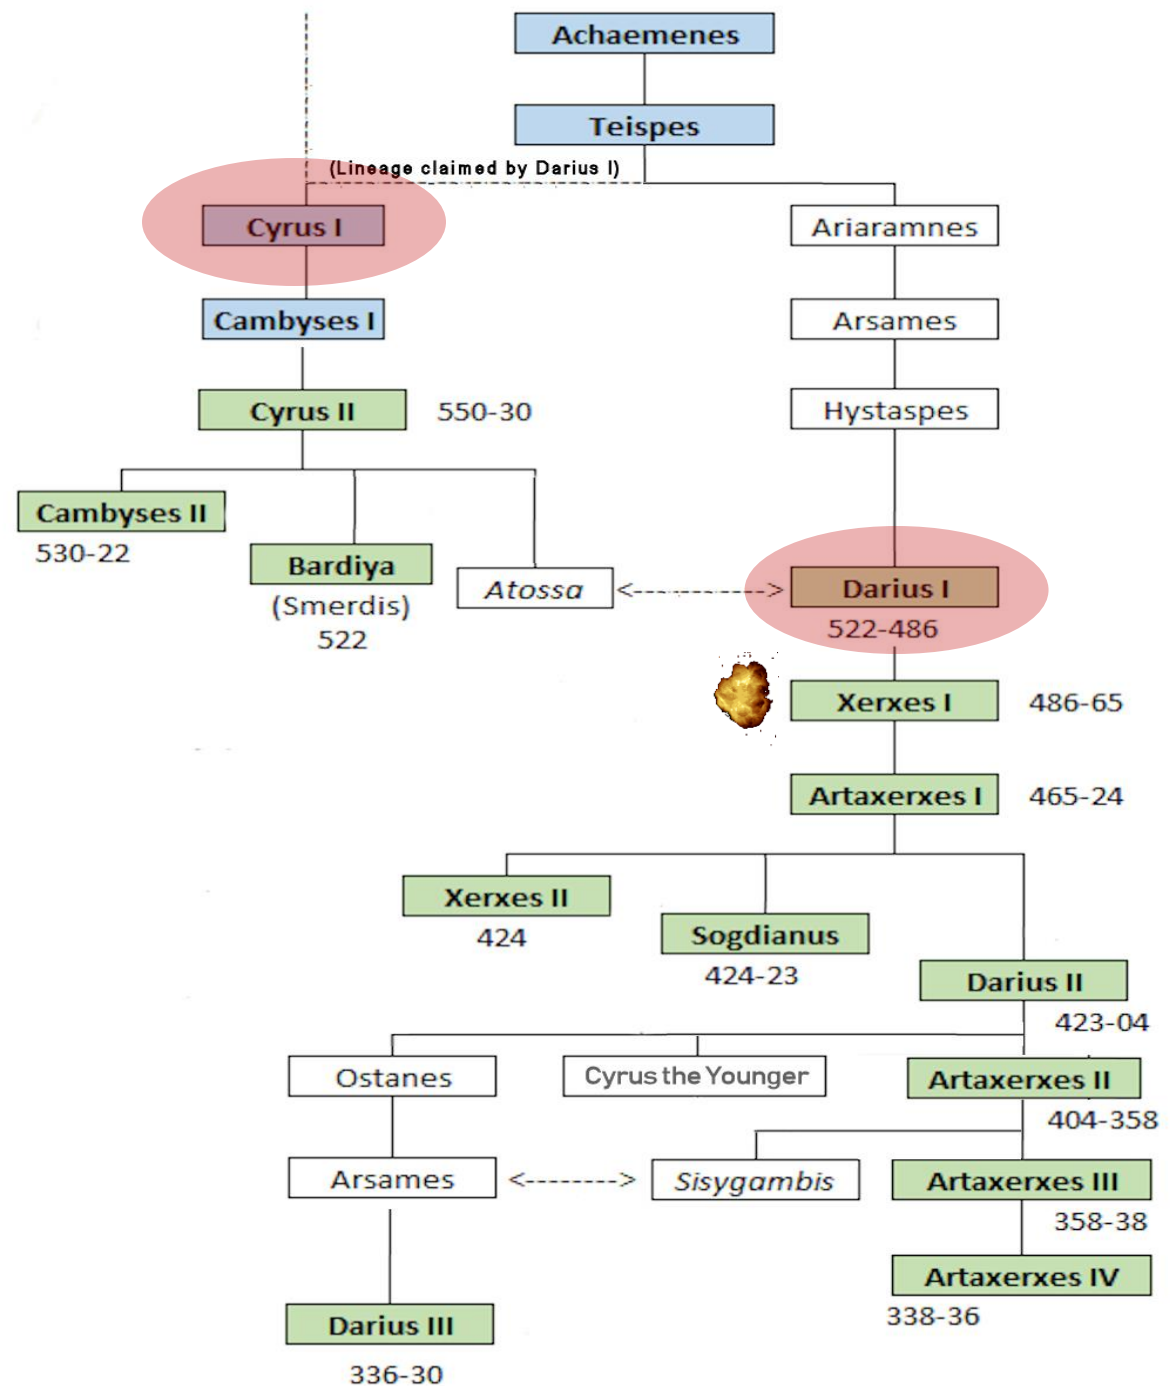 Achaemenes
Teispes
(Lineage claimed by Darius I)
Cyrus I
Ariaramnes
Cambyses I
Arsames
Cyrus II
550-30
Hystaspes
Cambyses II
530-22
Bardiya
(Smerdis)
522
Atossa
<-------->
Darius I
522-486
Xerxes I
486-65
Artaxerxes I
465-24
Xerxes II
424
Sogdianus
424-23
Darius II
423-04
Ostanes
Cyrus the Younger
Artaxerxes II
404-358
Arsames
<-------->
Sisygambis
Artaxerxes III
358-38
Artaxerxes IV
338-36
Darius III
336-30